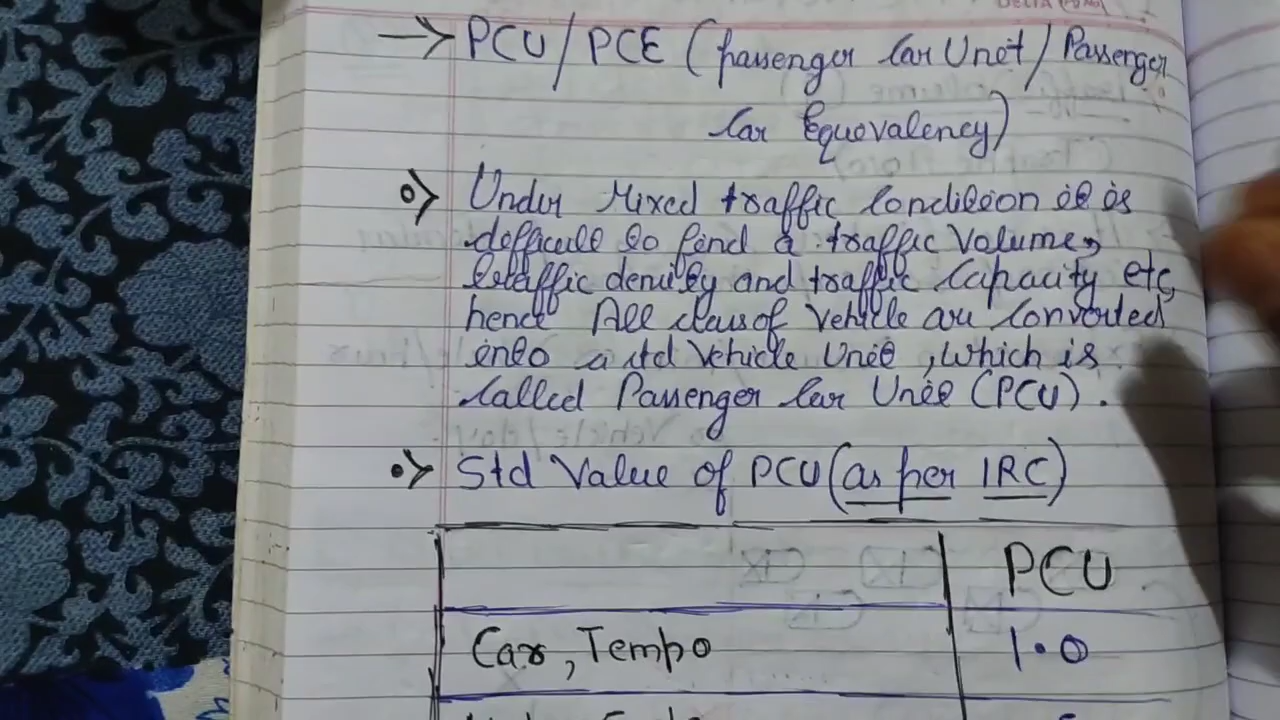 → PCU/PCE (Passenger Car Unit/Passenger
Car Equivalency)
Under Mixed traffic Condition it is
difficult to find a traffic Volume,
traffic density and traffic Capacity etc,
hence All class of Vehicle are Converted
into a std Vehicle Unit, which is
Called Passenger Car Unit (PCU).
Std Value of PCU (as per IRC)
PCU
Car, Tempo 1.0